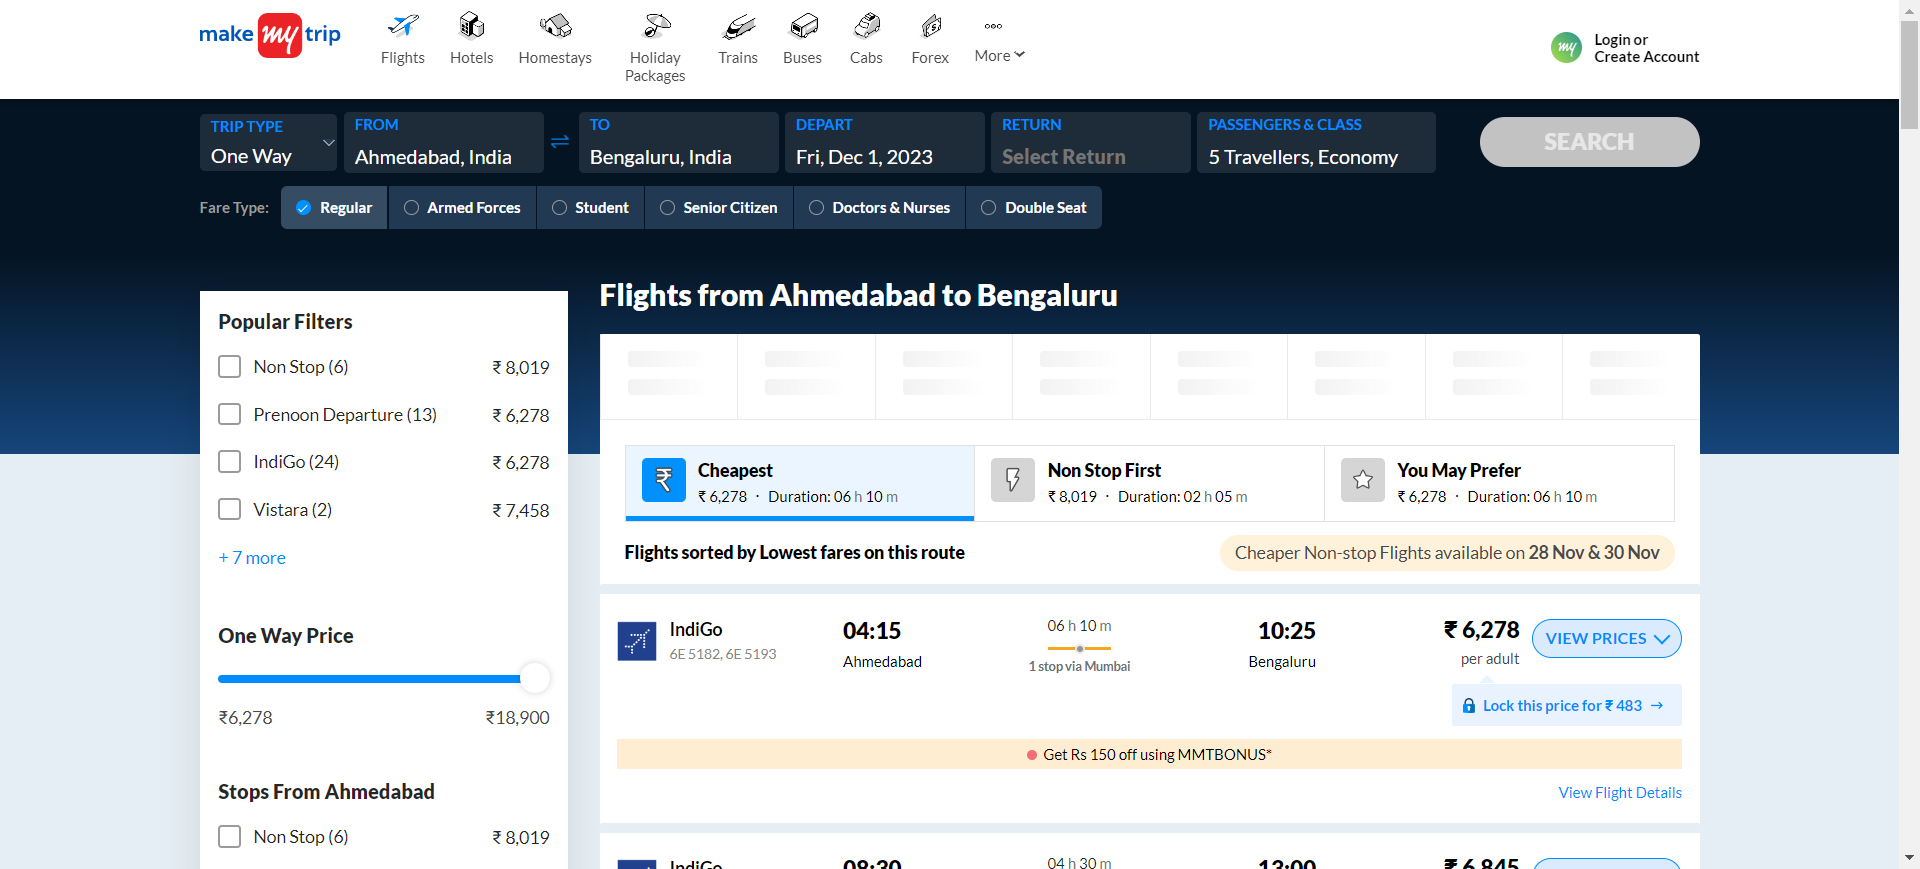 make my trip
Flights
Hotels
Homestays
Holiday
Packages
Trains
Buses
Cabs
Forex
More
my
Login or
Create Account
TRIP TYPE
One Way
FROM
Ahmedabad, India
TO
Bengaluru, India
DEPART
Fri, Dec 1, 2023
RETURN
Select Return
PASSENGERS & CLASS
5 Travellers, Economy
SEARCH
Fare Type:
Regular
Armed Forces
Student
Senior Citizen
Doctors & Nurses
Double Seat
Popular Filters
Non Stop (6) ₹ 8,019
Prenoon Departure (13) ₹ 6,278
IndiGo (24) ₹ 6,278
Vistara (2) ₹ 7,458
+ 7 more
One Way Price
₹6,278 ₹18,900
Stops From Ahmedabad
Non Stop (6) ₹ 8,019
Flights from Ahmedabad to Bengaluru
Cheapest
₹ 6,278 · Duration: 06 h 10 m
Non Stop First
₹ 8,019 · Duration: 02 h 05 m
You May Prefer
₹ 6,278 · Duration: 06 h 10 m
Flights sorted by Lowest fares on this route
Cheaper Non-stop Flights available on 28 Nov & 30 Nov
IndiGo
6E 5182, 6E 5193
04:15
Ahmedabad
06 h 10 m
1 stop via Mumbai
10:25
Bengaluru
₹ 6,278
per adult
VIEW PRICES
Lock this price for ₹ 483 →
Get Rs 150 off using MMTBONUS*
View Flight Details
IndiGo
08:30
04 h 30 m
13:00
₹ 6,845